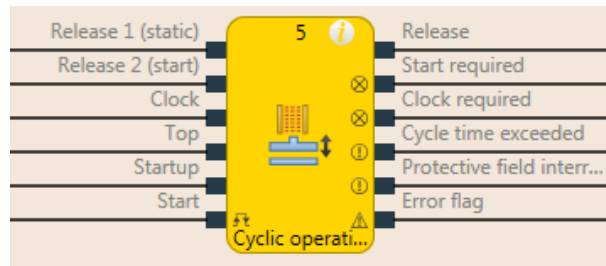 Release 1 (static)
Release 2 (start)
Clock
Top
Startup
Start
5
i
Cyclic operati...
Release
Start required
Clock required
Cycle time exceeded
Protective field interr...
Error flag